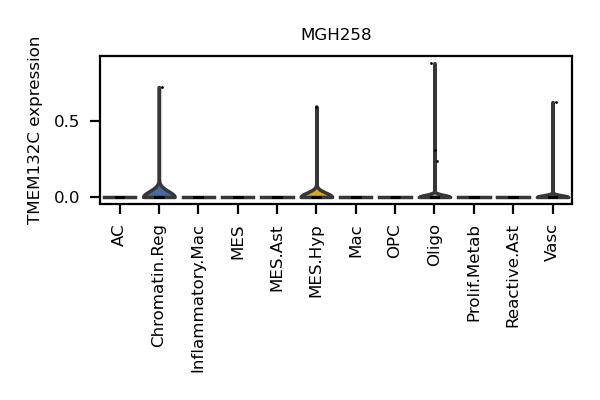 MGH258
TMEM132C expression
0.5
0.0
AC
Chromatin.Reg
Inflammatory.Mac
MES
MES.Ast
MES.Hyp
Mac
OPC
Oligo
Prolif.Metab
Reactive.Ast
Vasc